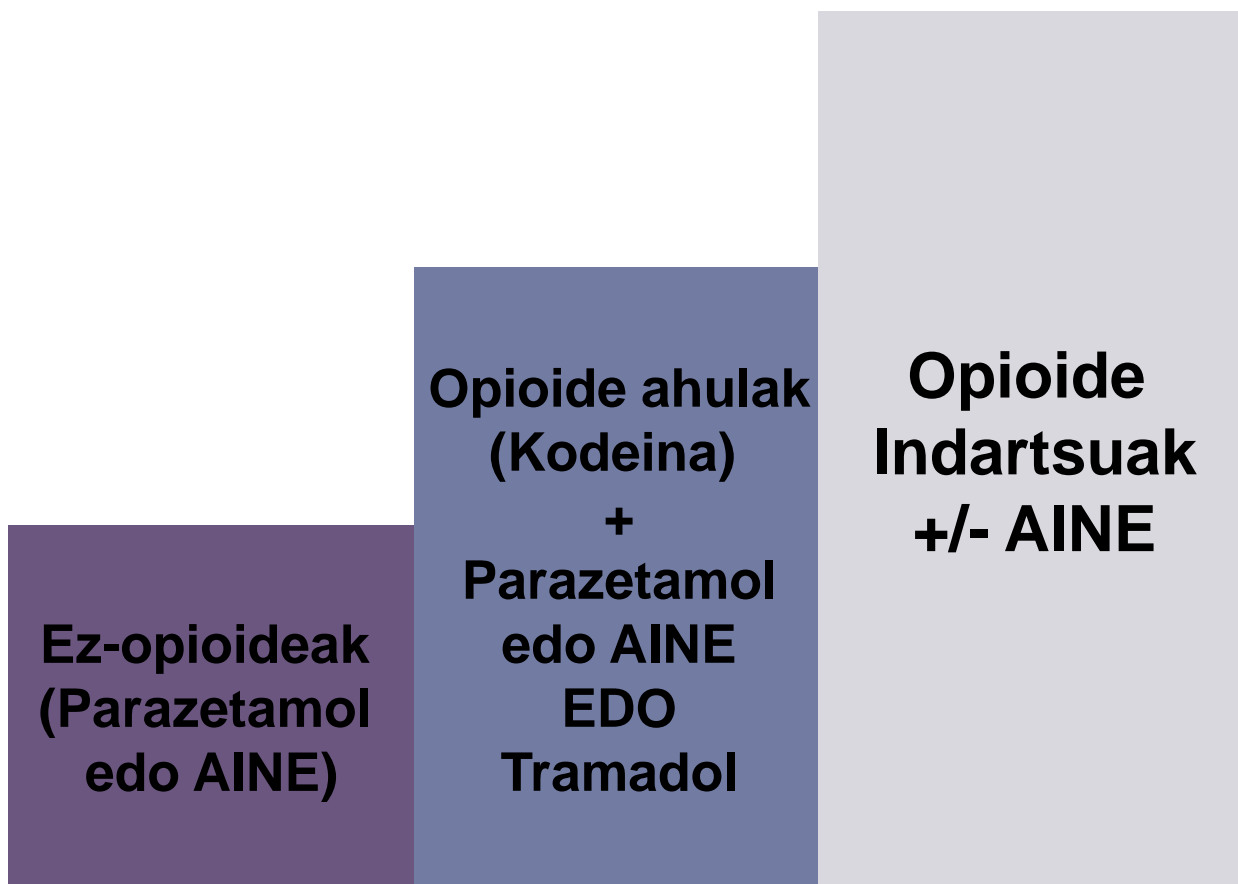 Ez-opioideak
(Parazetamol
edo AINE)
Opioide ahulak
(Kodeina)
+
Parazetamol
edo AINE
EDO
Tramadol
Opioide
Indartsuak
+/- AINE